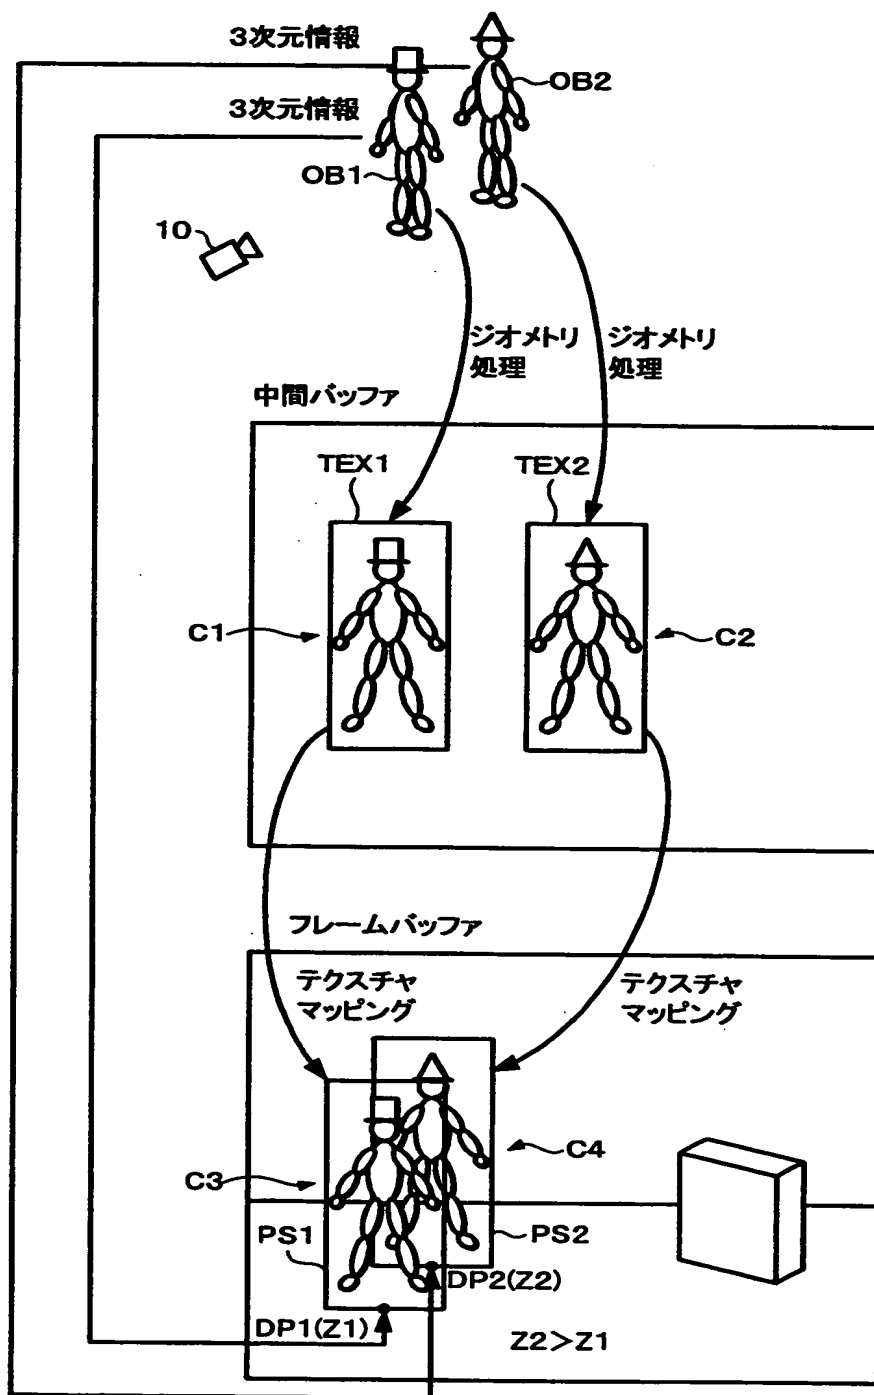 3次元情報
OB2
3次元情報
OB1
10
ジオメトリ
処理
ジオメトリ
処理
中間バッファ
TEX1
TEX2
C1
C2
フレームバッファ
テクスチャ
マッピング
テクスチャ
マッピング
C3
C4
PS1
PS2
DP2(Z2)
DP1(Z1)
Z2>Z1